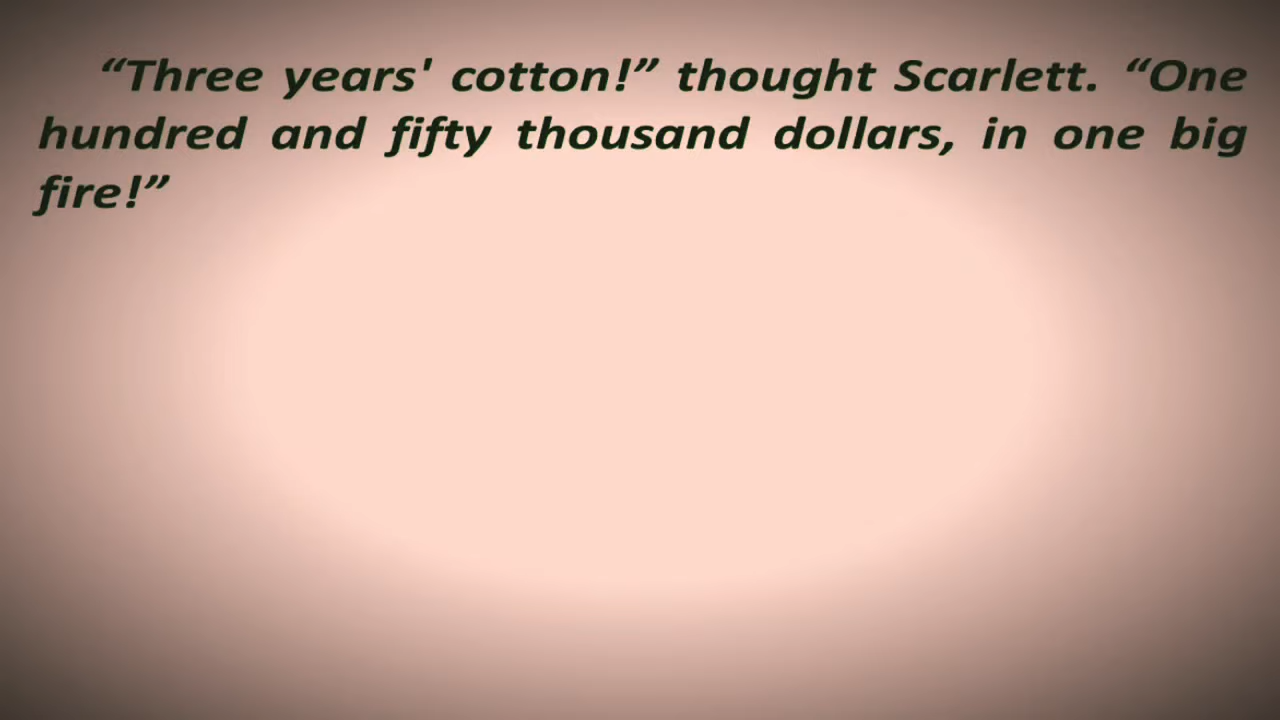 “Three years' cotton!” thought Scarlett. “One
hundred and fifty thousand dollars, in one big
fire!”